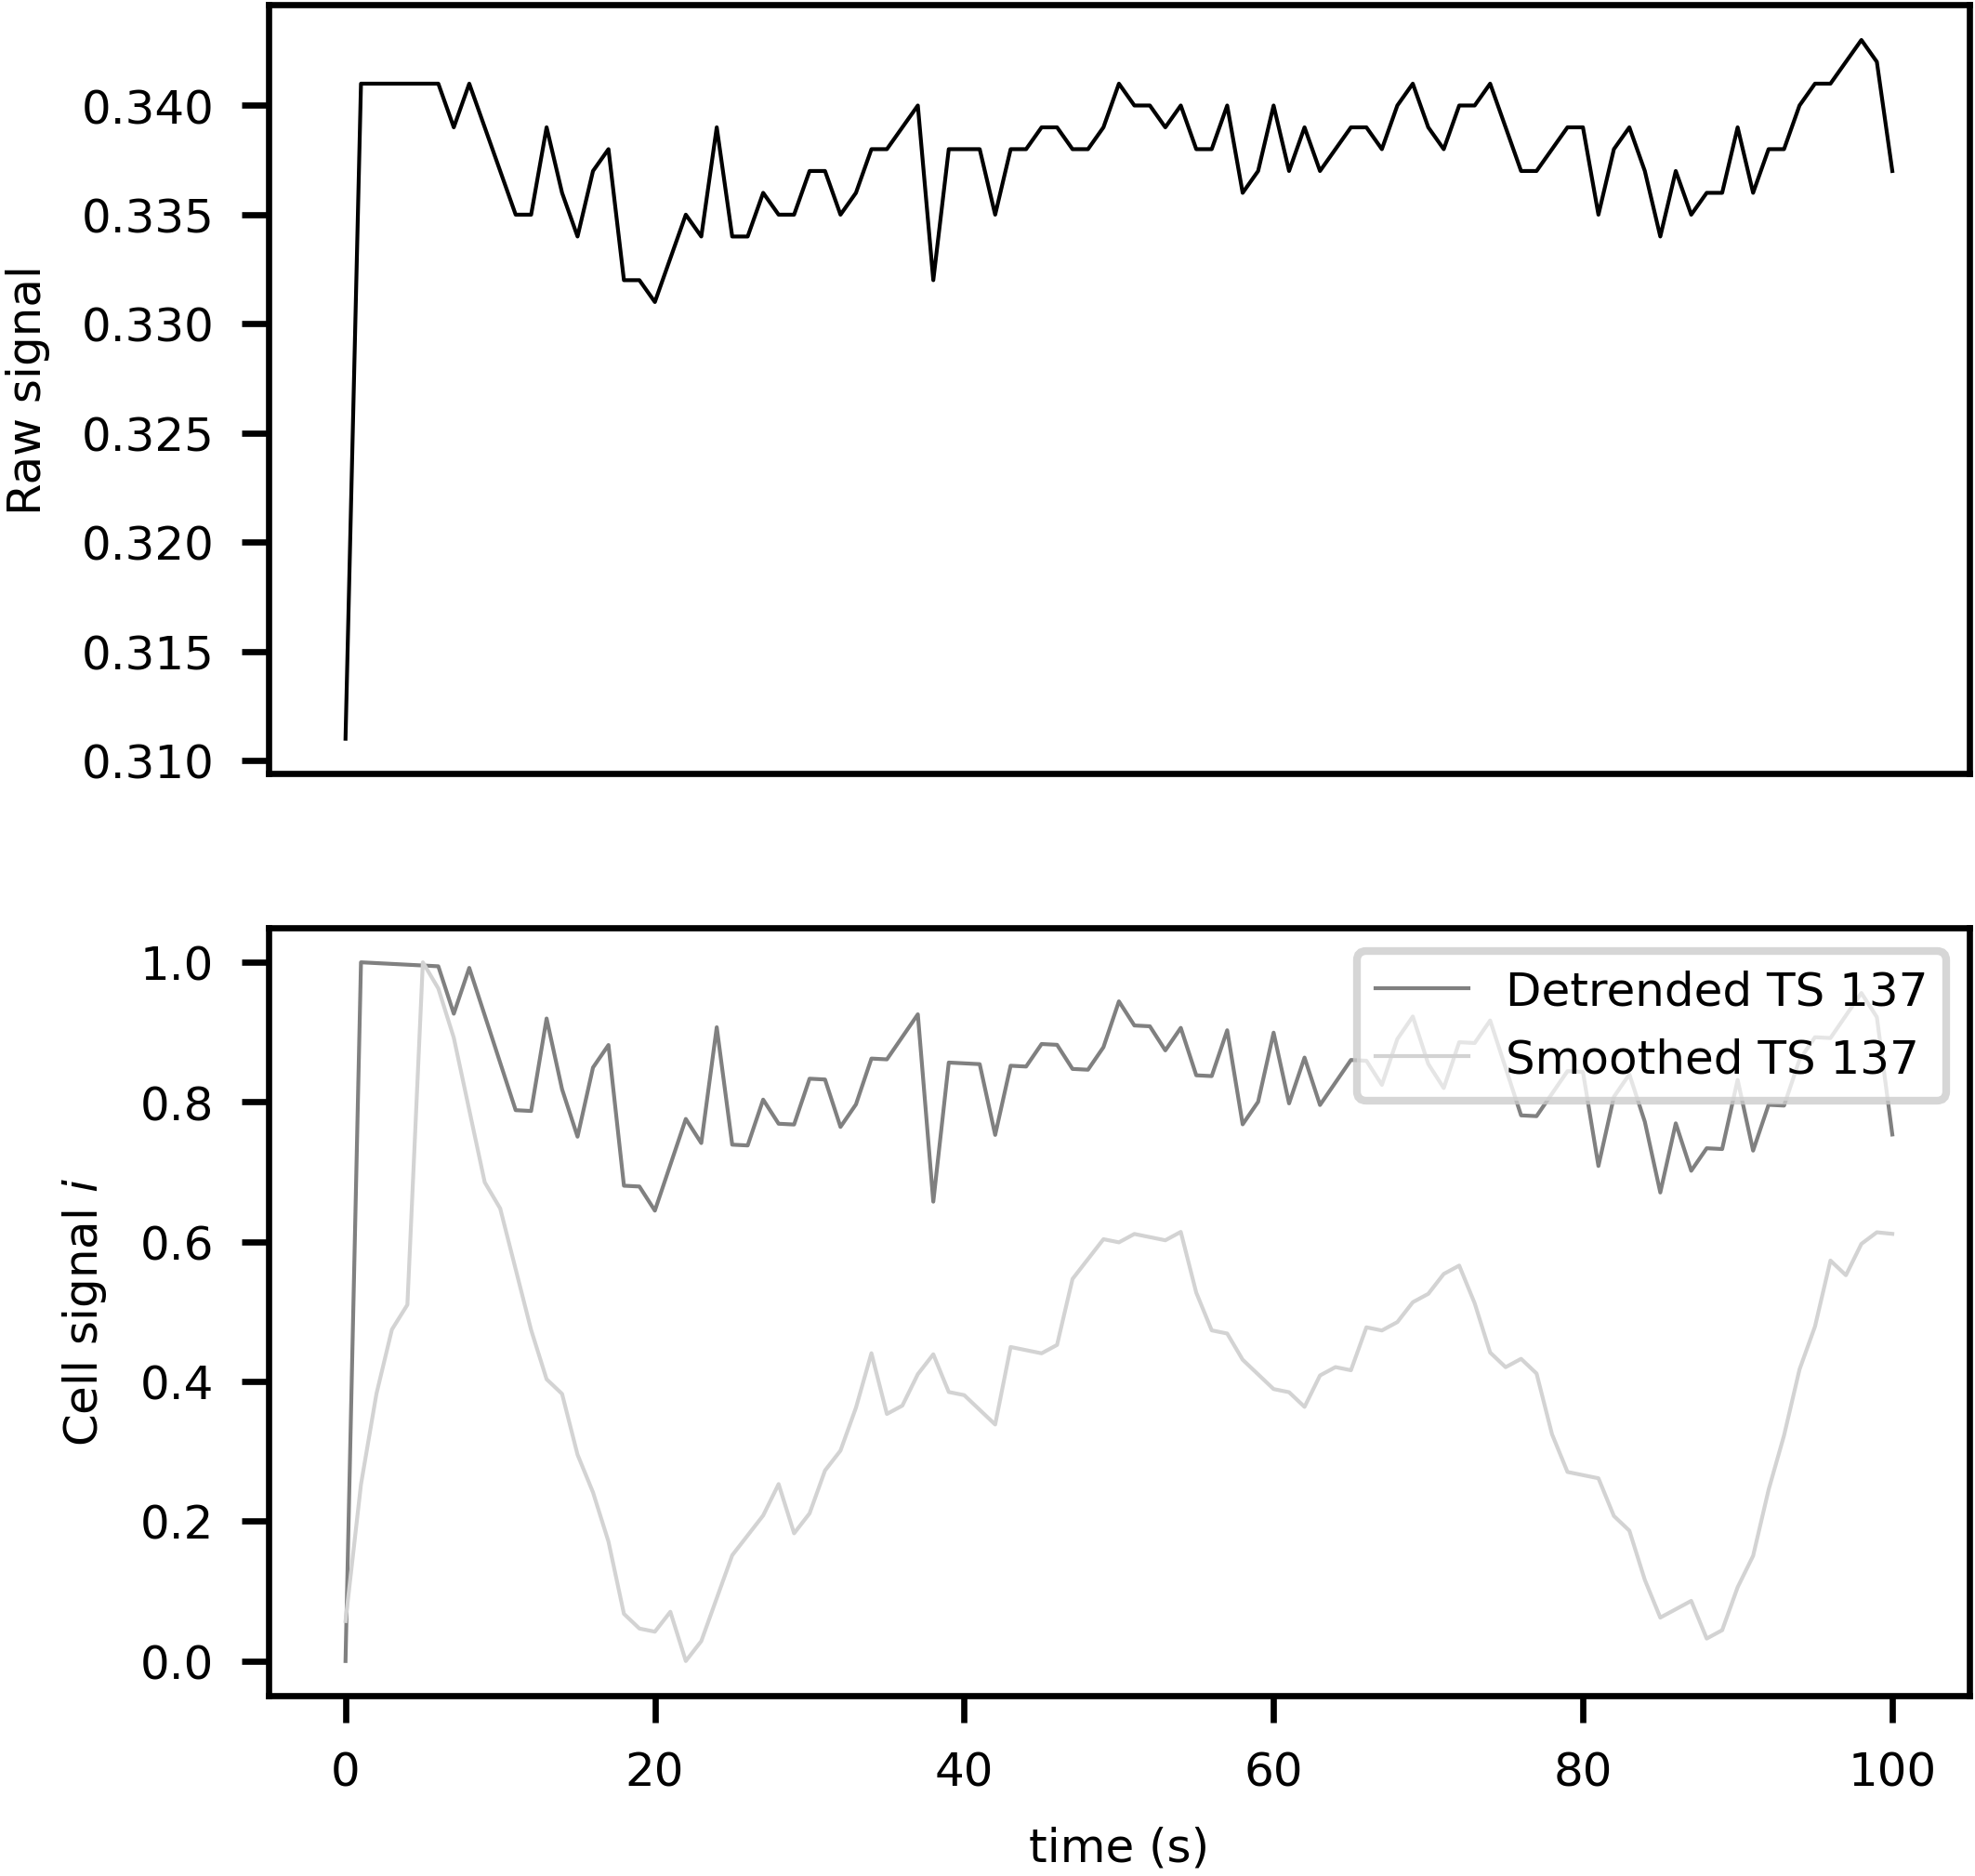 Raw signal
0.340
0.335
0.330
0.325
0.320
0.315
0.310
Cell signal i
1.0
0.8
0.6
0.4
0.2
0.0
Detrended TS 137
Smoothed TS 137
0 20 40 60 80 100
time (s)